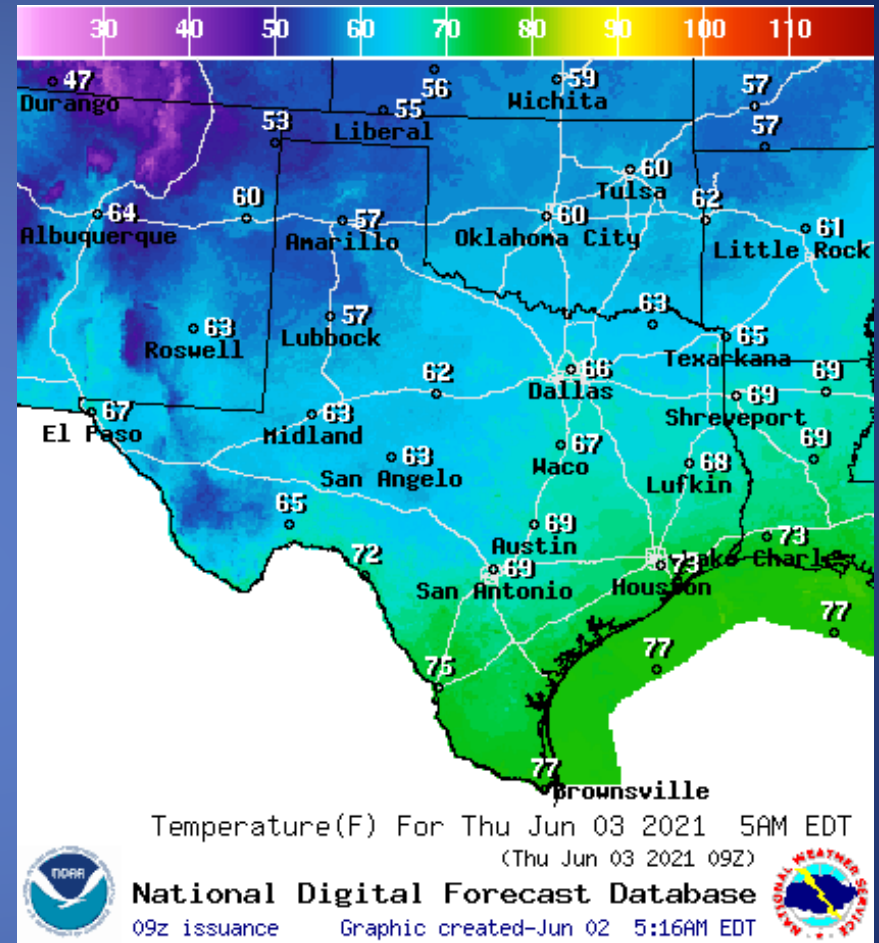 30 40 50 60 70 80 90 100 110
47
Durango
56
59
Wichita
57
55
Liberal
53
57
60
Tulsa
64
Albuquerque
60
57
Amarillo
60
Oklahoma City
62
61
Little Rock
63
Roswell
57
Lubbock
63
65
Texarkana
66
Dallas
67
El Paso
63
Midland
62
69
Shreveport
69
63
San Angelo
67
Waco
68
Lufkin
69
65
69
Austin
73
Lake Charles
72
69
San Antonio
73
Houston
75
77
77
77
Brownsville
Temperature(F) For Thu Jun 03 2021 5AM EDT
(Thu Jun 03 2021 09Z)
NOAA
National Digital Forecast Database
NATIONAL WEATHER SERVICE
09z issuance Graphic created-Jun 02 5:16AM EDT